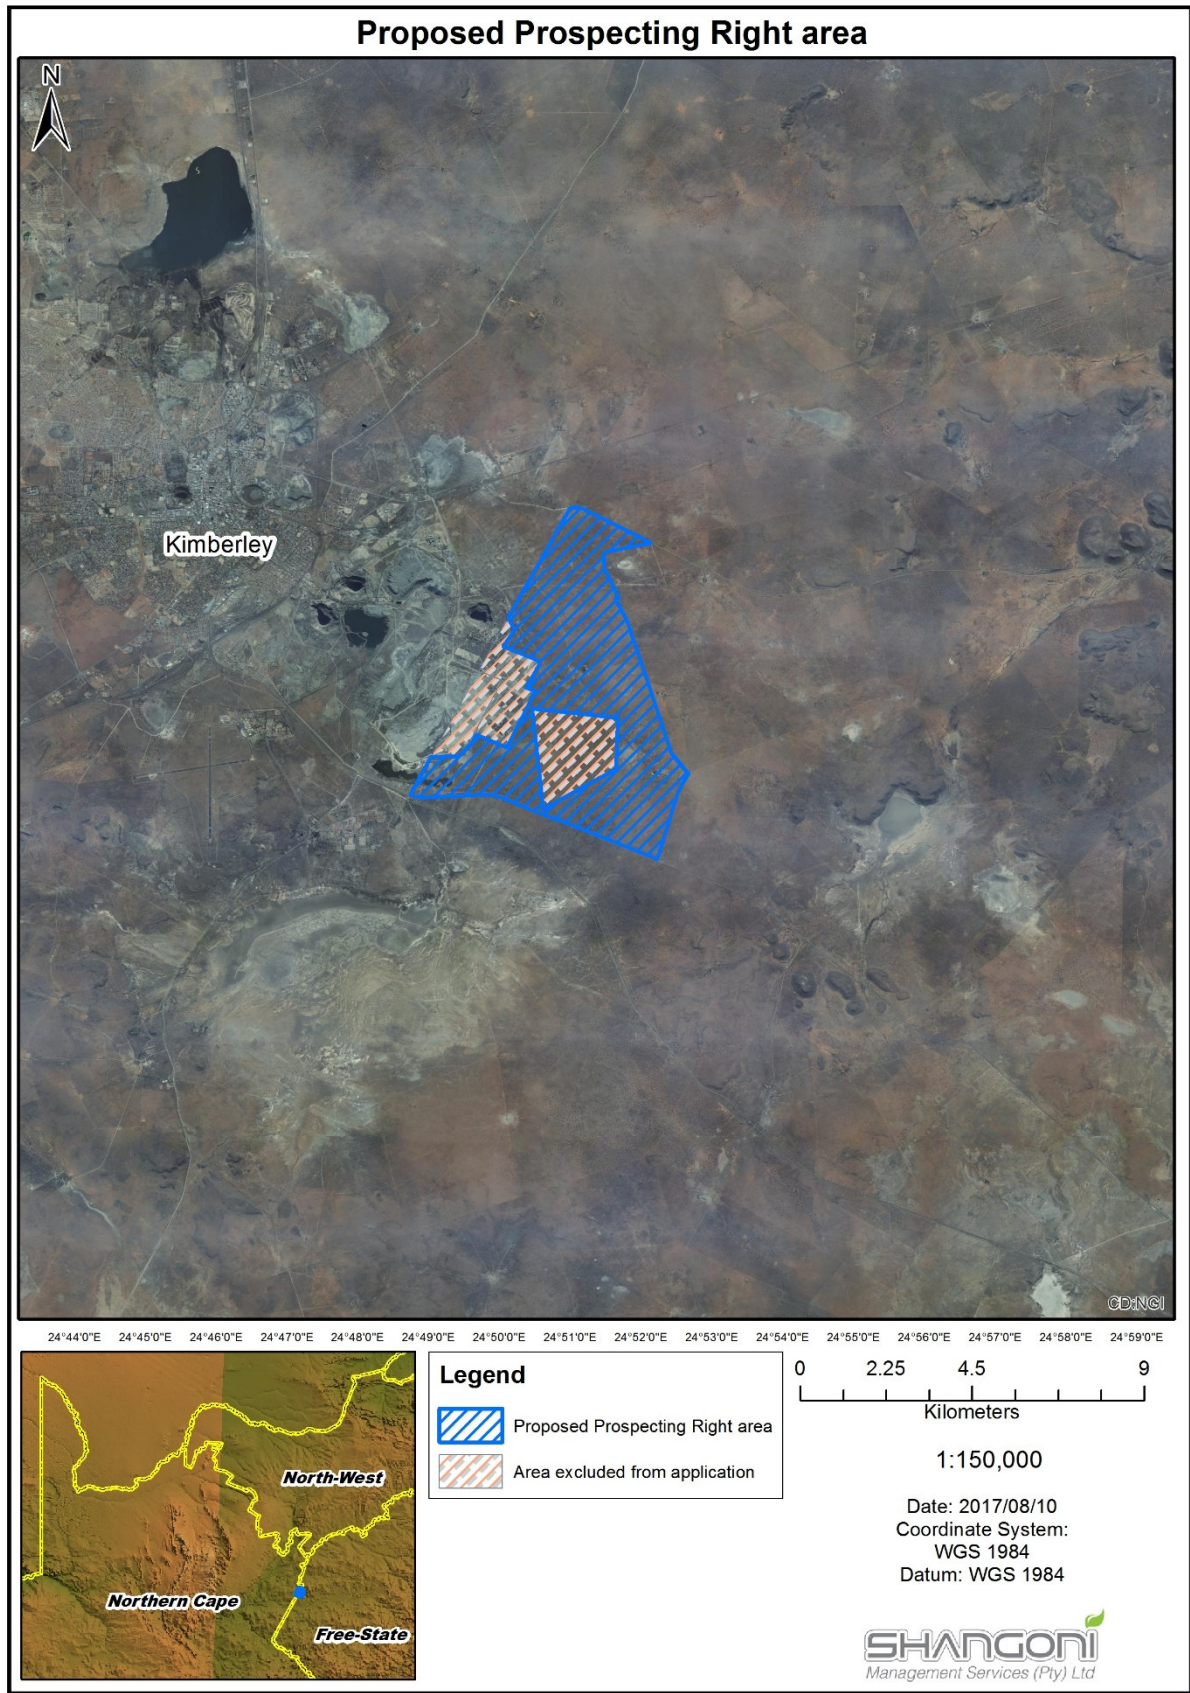 Proposed Prospecting Right area
N
Kimberley
CD:NGI
24°44'0"E 24°45'0"E 24°46'0"E 24°47'0"E 24°48'0"E 24°49'0"E 24°50'0"E 24°51'0"E 24°52'0"E 24°53'0"E 24°54'0"E 24°55'0"E 24°56'0"E 24°57'0"E 24°58'0"E 24°59'0"E
North-West
Northern Cape
Free-State
Legend
Proposed Prospecting Right area
Area excluded from application
0 2.25 4.5 9
Kilometers
1:150,000
Date: 2017/08/10
Coordinate System:
WGS 1984
Datum: WGS 1984
SHANGONI
Management Services (Pty) Ltd